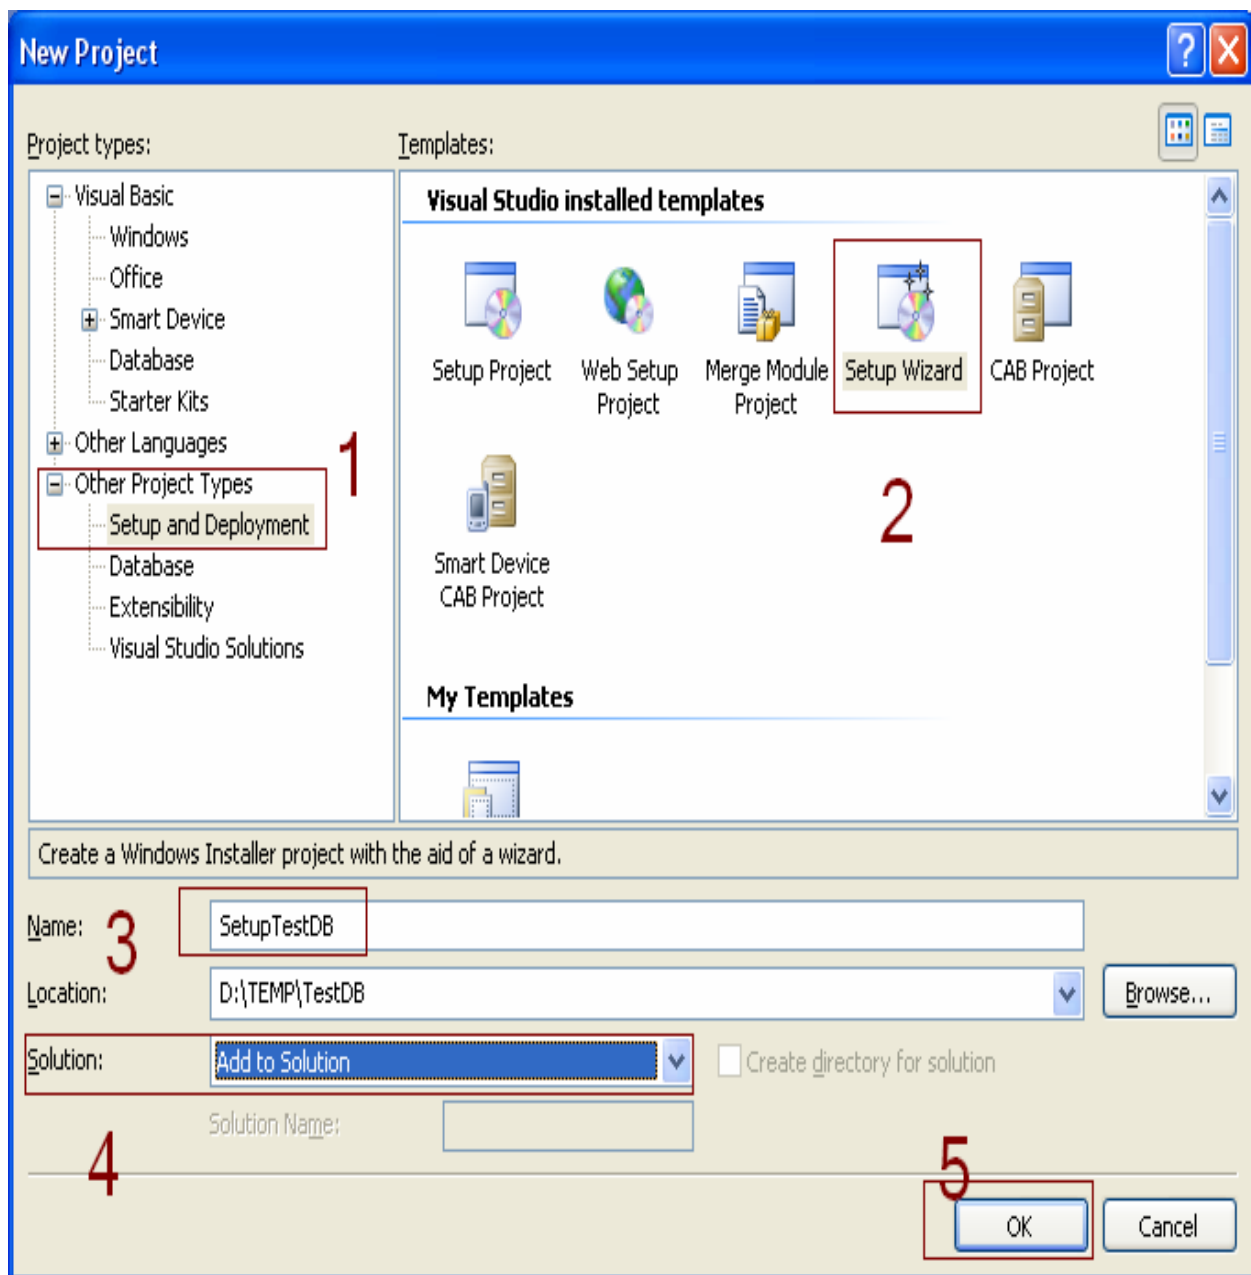 New Project
Project types:
Templates:
Visual Basic
Windows
Office
Smart Device
Database
Starter Kits
Other Languages
Other Project Types
Setup and Deployment
Database
Extensibility
Visual Studio Solutions
1
Visual Studio installed templates
Setup Project
Web Setup
Project
Merge Module
Project
Setup Wizard
CAB Project
2
Smart Device
CAB Project
My Templates
Create a Windows Installer project with the aid of a wizard.
Name:
3
SetupTestDB
Location:
D:\TEMP\TestDB
Browse...
Solution:
Add to Solution
Create directory for solution
4
Solution Name:
5
OK
Cancel